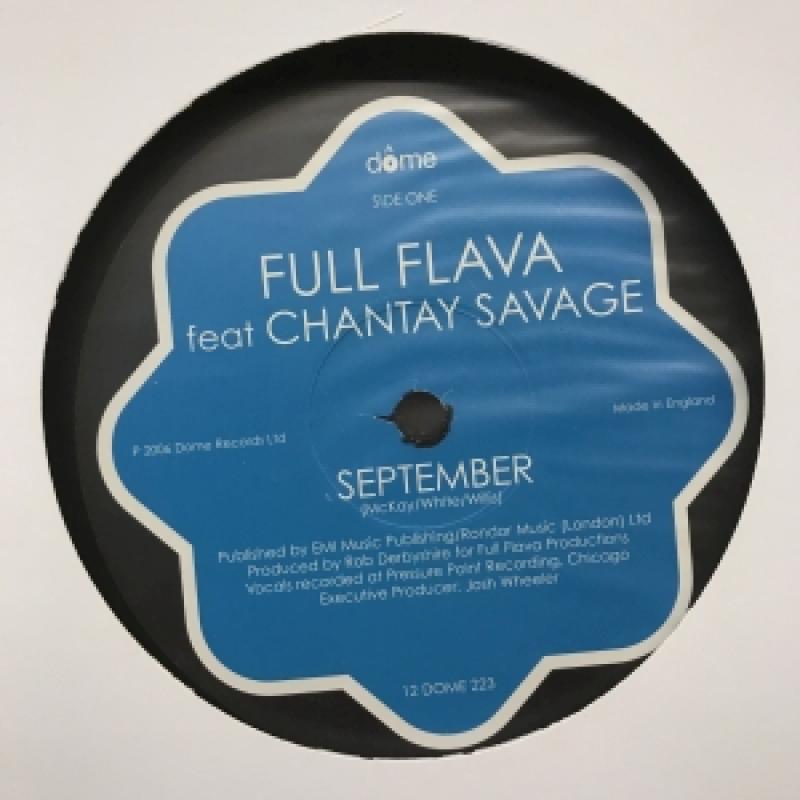 dôme
SIDE ONE
FULL FLAVA
feat CHANTAY SAVAGE
Made in England
P 2006 Dome Records Ltd
SEPTEMBER
(McKay/White/Willis)
Published by EMI Music Publishing/Rondor Music (London) Ltd
Produced by Rob Derbyshire for Full Flava Productions
Vocals recorded at Pressure Point Recording, Chicago
Executive Producer, Josh Wheeler
12 DOME 223